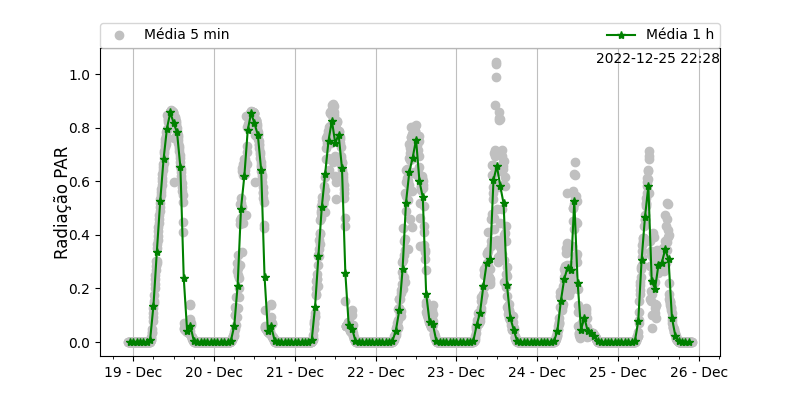 Média 5 min
Média 1 h
2022-12-25 22:28
Radiação PAR
1.0
0.8
0.6
0.4
0.2
0.0
19 - Dec
20 - Dec
21 - Dec
22 - Dec
23 - Dec
24 - Dec
25 - Dec
26 - Dec